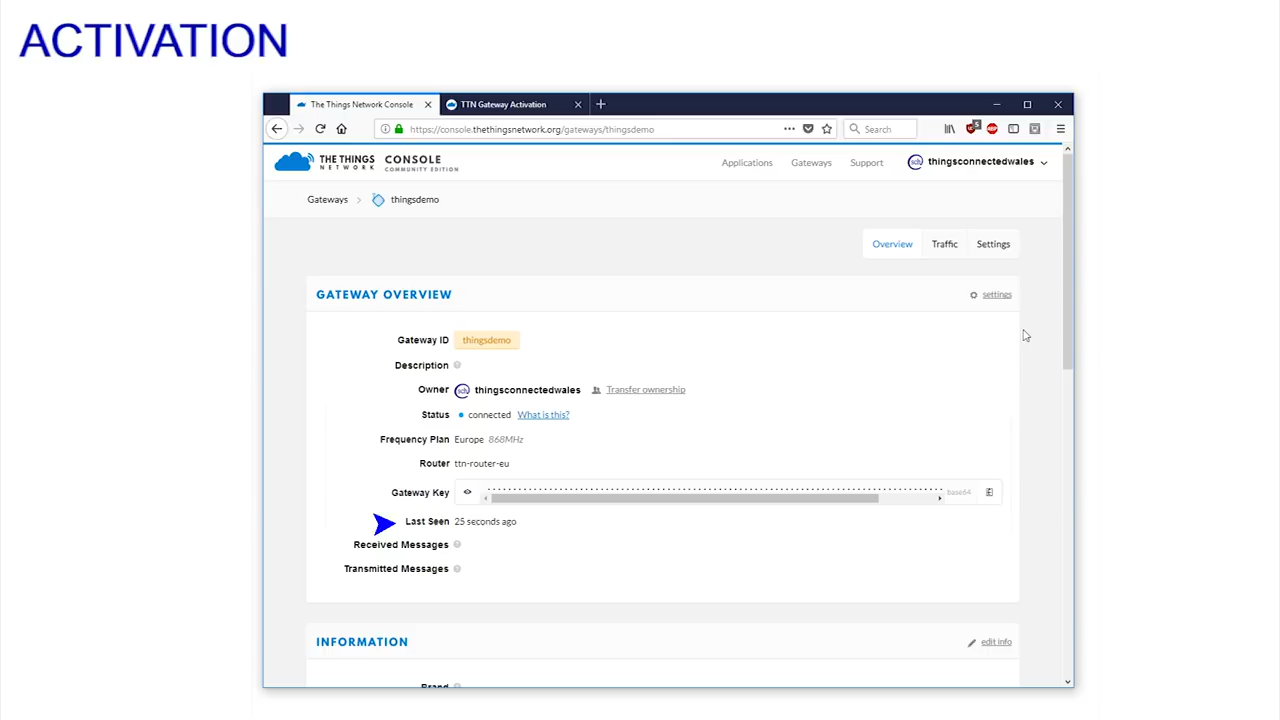 ACTIVATION
The Things Network Console
TTN Gateway Activation
https://console.thethingsnetwork.org/gateways/thingsdemo
Search
5
THE THINGS NETWORK
CONSOLE
COMMUNITY EDITION
Applications
Gateways
Support
thingsconnectedwales
Gateways
thingsdemo
Overview
Traffic
Settings
GATEWAY OVERVIEW
settings
Gateway ID thingsdemo
Description
Owner thingsconnectedwales Transfer ownership
Status connected What is this?
Frequency Plan Europe 868MHz
Router ttn-router-eu
Gateway Key base64
Last Seen 25 seconds ago
Received Messages
Transmitted Messages
INFORMATION
edit info
Brand